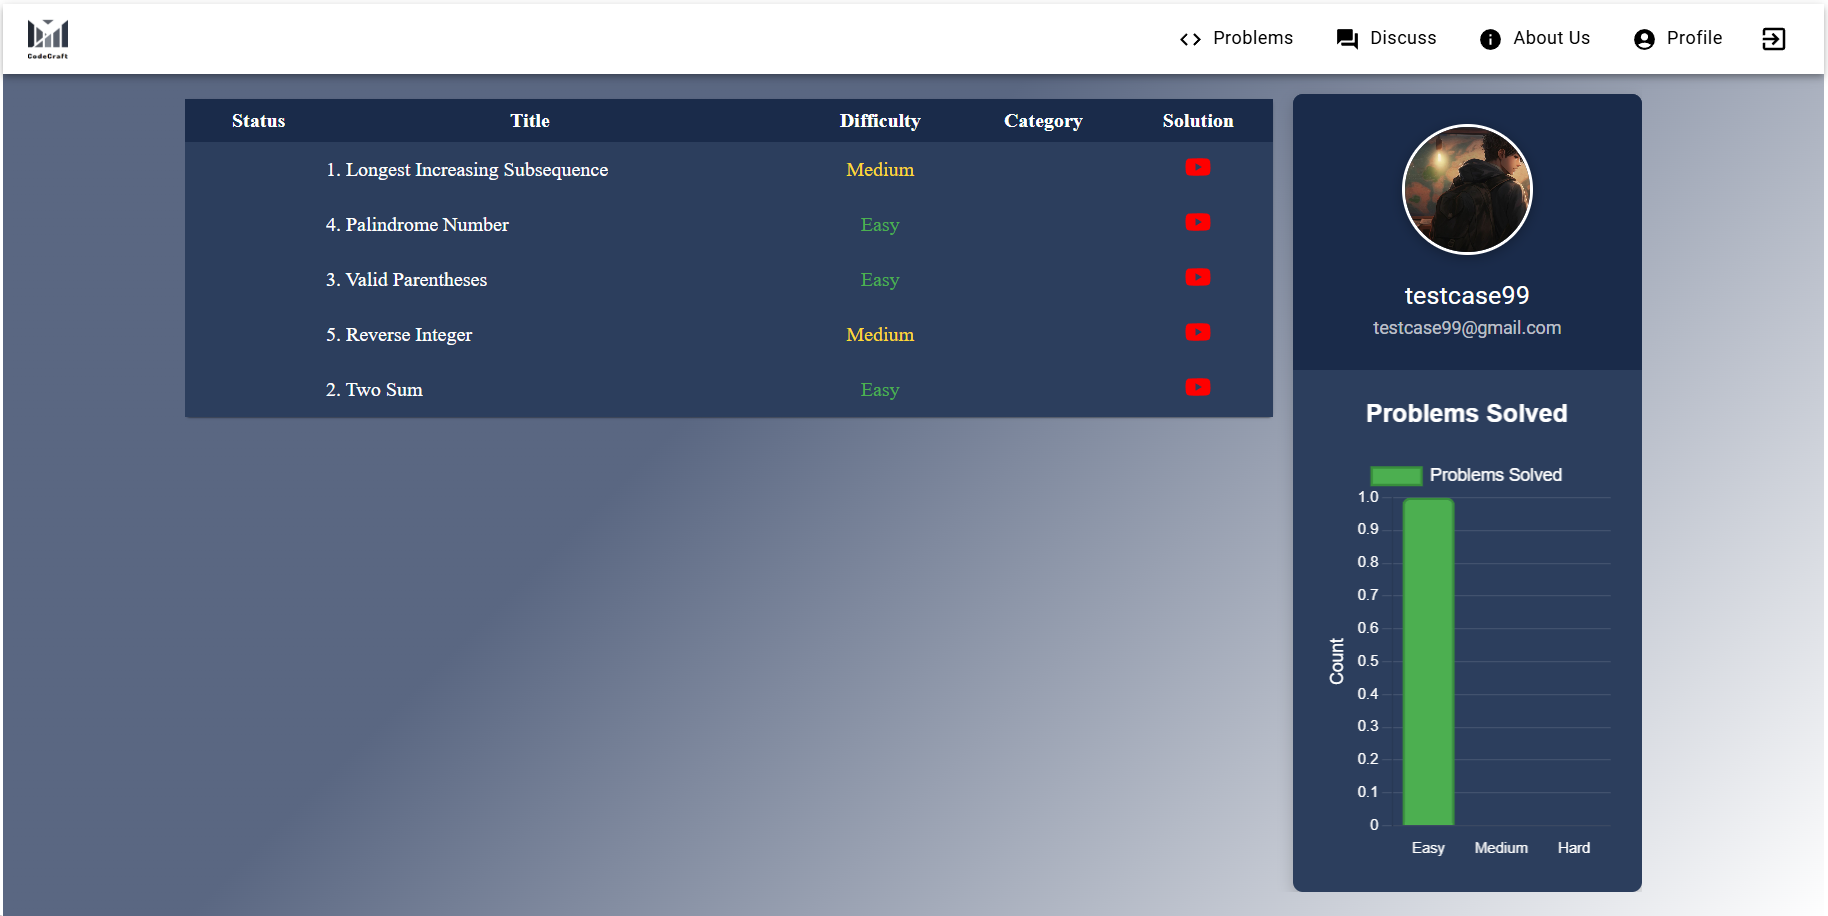 CodeCraft
Problems Discuss About Us Profile
Status Title Difficulty Category Solution
1. Longest Increasing Subsequence Medium
4. Palindrome Number Easy
3. Valid Parentheses Easy
5. Reverse Integer Medium
2. Two Sum Easy
testcase99
testcase99@gmail.com
Problems Solved
Problems Solved
1.0
0.9
0.8
0.7
0.6
0.5
0.4
0.3
0.2
0.1
0
Count
Easy Medium Hard